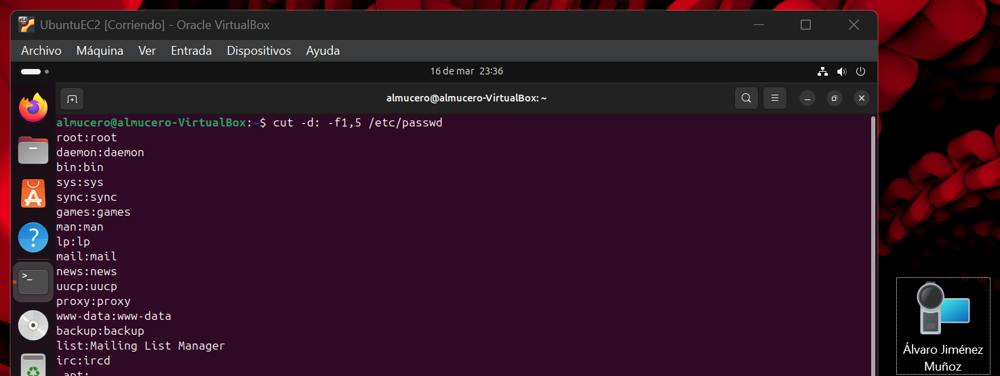 UbuntuEC2 [Corriendo] - Oracle VirtualBox
Archivo Máquina Ver Entrada Dispositivos Ayuda
16 de mar 23:36
almucero@almucero-VirtualBox: ~
almucero@almucero-VirtualBox:~$ cut -d: -f1,5 /etc/passwd
root:root
daemon:daemon
bin:bin
sys:sys
sync:sync
games:games
man:man
lp:lp
mail:mail
news:news
uucp:uucp
proxy:proxy
www-data:www-data
backup:backup
list:Mailing List Manager
irc:ircd
_apt:
Álvaro Jiménez
Muñoz